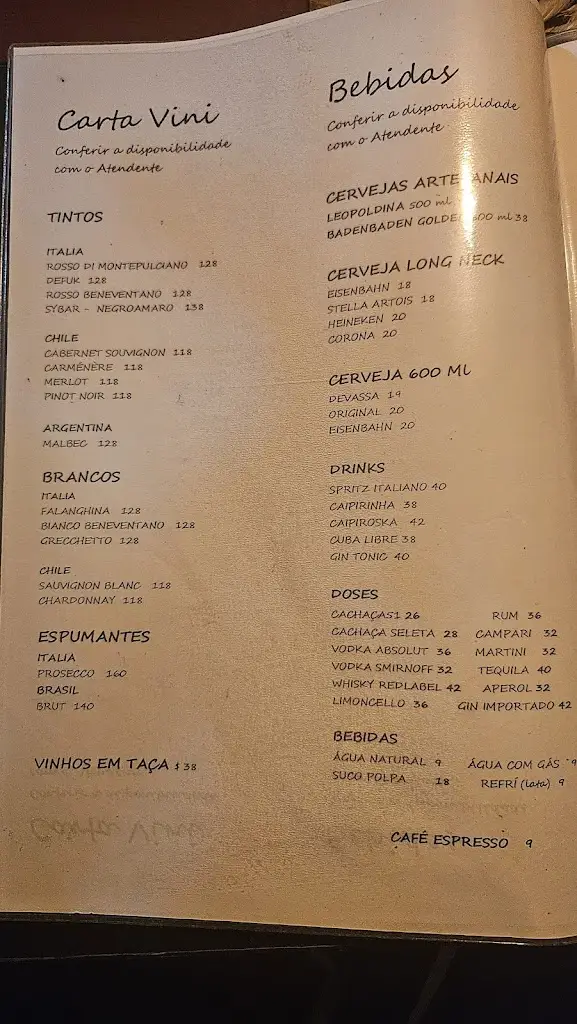 Carta Vini
Conferir a disponibilidade
com o Atendente
TINTOS
ITALIA
ROSSO DI MONTEPULCIANO 128
DEFUK 128
ROSSO BENEVENTANO 128
SYBAR - NEGROAMARO 138
CHILE
CABERNET SOUVIGNON 118
CARMÉNÈRE 118
MERLOT 118
PINOT NOIR 118
ARGENTINA
MALBEC 128
BRANCOS
ITALIA
FALANGHINA 128
BIANCO BENEVENTANO 128
GRECCHETTO 128
CHILE
SAUVIGNON BLANC 118
CHARDONNAY 118
ESPUMANTES
ITALIA
PROSECCO 160
BRASIL
BRUT 140
VINHOS EM TAÇA $ 38
Bebidas
Conferir a disponibilidade
com o Atendente
CERVEJAS ARTESANAIS
LEOPOLDINA 500 ml
BADENBADEN GOLDEN 600 ml 38
CERVEJA LONG NECK
EISENBAHN 18
STELLA ARTOIS 18
HEINEKEN 20
CORONA 20
CERVEJA 600 ML
DEVASSA 19
ORIGINAL 20
EISENBAHN 20
DRINKS
SPRITZ ITALIANO 40
CAIPIRINHA 38
CAIPIROSKA 42
CUBA LIBRE 38
GIN TONIC 40
DOSES
CACHAÇAS1 26 RUM 36
CACHAÇA SELETA 28 CAMPARI 32
VODKA ABSOLUT 36 MARTINI 32
VODKA SMIRNOFF 32 TEQUILA 40
WHISKY REDLABEL 42 APEROL 32
LIMONCELLO 36 GIN IMPORTADO 42
BEBIDAS
ÁGUA NATURAL 9 ÁGUA COM GÁS 9
SUCO POLPA 18 REFRÍ (lata) 9
CAFÉ ESPRESSO 9